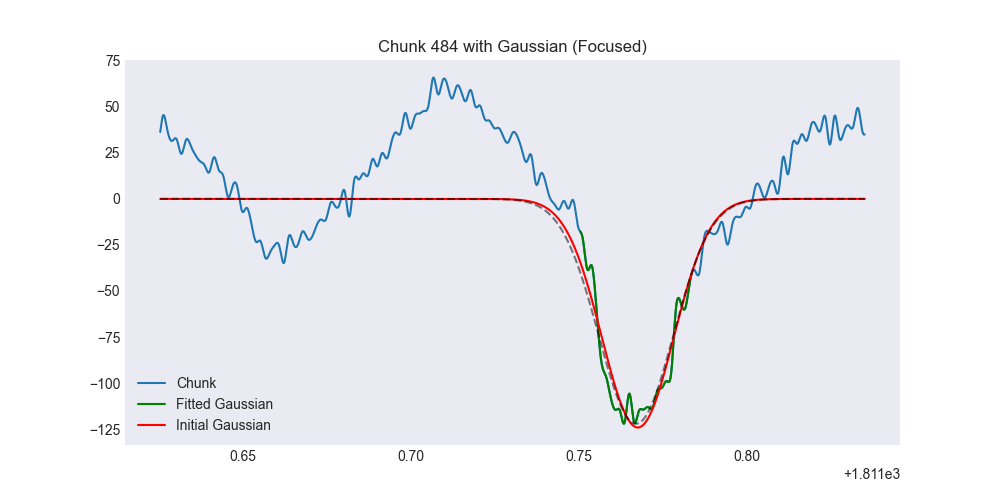 Chunk 484 with Gaussian (Focused)
75
50
25
0
−25
−50
−75
−100
−125
Chunk
Fitted Gaussian
Initial Gaussian
0.65 0.70 0.75 0.80
+1.811e3